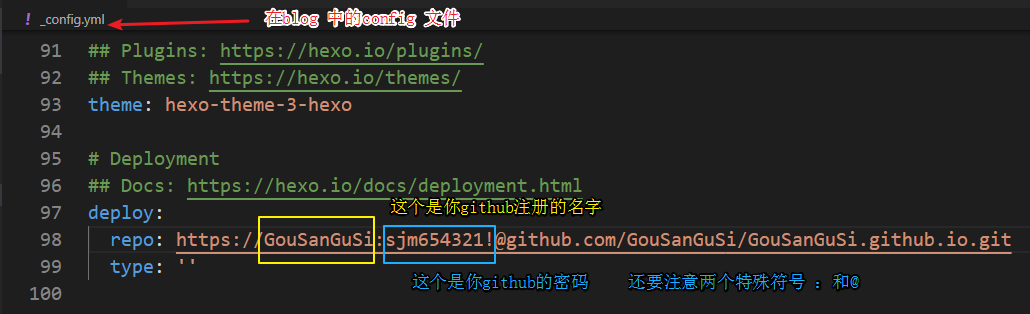 ! _config.yml
在blog 中的config 文件
91 ## Plugins: https://hexo.io/plugins/
92 ## Themes: https://hexo.io/themes/
93 theme: hexo-theme-3-hexo
94
95 # Deployment
96 ## Docs: https://hexo.io/docs/deployment.html
这个是你github注册的名字
97 deploy:
98 repo: https://GouSanGuSi:sjm654321!@github.com/GouSanGuSi/GouSanGuSi.github.io.git
99 type: ''
这个是你github的密码 还要注意两个特殊符号 : 和@
100